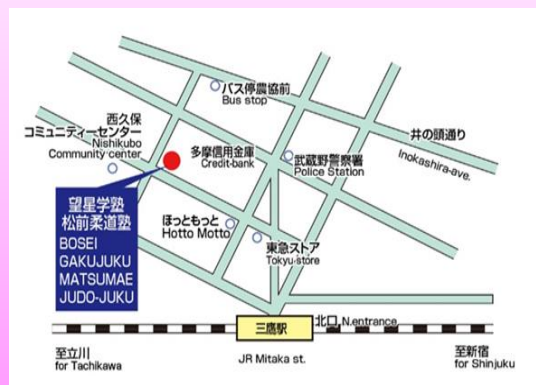 バス停農協前
Bus stop
西久保
コミュニティーセンター
Nishikubo
Community center
多摩信用金庫
Credit-bank
武蔵野警察署
Police Station
井の頭通り
Inokashira-ave.
望星学塾
松前柔道塾
BOSEI
GAKUJUKU
MATSUMAE
JUDO-JUKU
ほっともっと
Hotto Motto
東急ストア
Tokyu store
三鷹駅
北口 N.entrance
至立川
for Tachikawa
JR Mitaka st.
至新宿
for Shinjuku